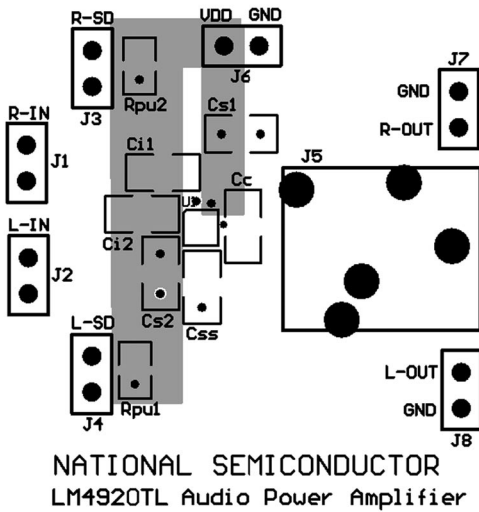 R-SD
VDD GND
J3
Rpu2
J6
J7
GND
R-OUT
Cs1
R-IN
J1
Ci1
J5
Cc
L-IN
J2
Ci2
Cs2
Css
L-SD
J4
Rpu1
L-OUT
GND
J8
NATIONAL SEMICONDUCTOR
LM4920TL Audio Power Amplifier